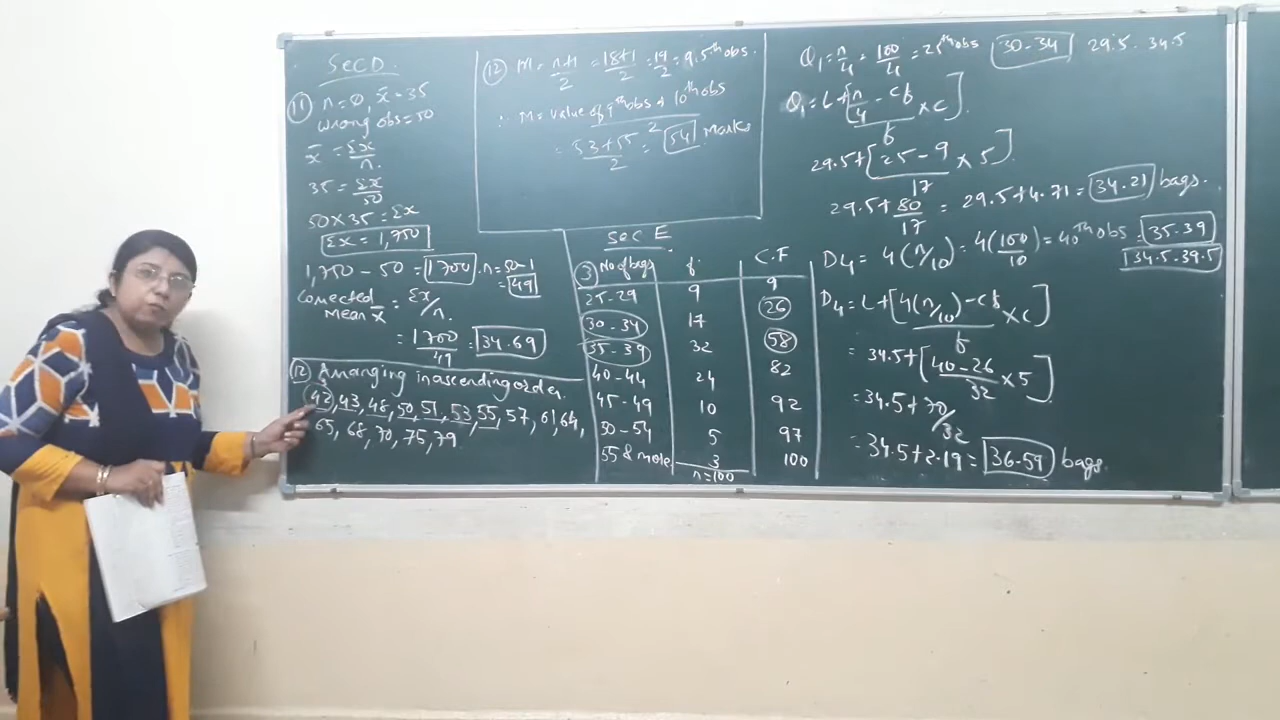 Sec D.
11 n=0, x̄=35
wrong obs=50
x̄ = Σx/n.
35 = Σx/50
50×35 = Σx
Σx = 1,750
1,750 - 50 = 1700. n=50-1
= 49
Corrected Mean x̄ = Σx/n.
= 1700/49 = 34.69
12 Arranging in ascending order.
42, 43, 48, 50, 51, 53, 55, 57, 61, 64,
65, 68, 70, 75, 79
12 M = n+1/2 = 18+1/2 = 19/2 = 9.5th obs.
∴ M = value of 9th obs + 10th obs
2
= 53+55/2 = 54 Marks
Sec E
3 No of bags f. C.F
25-29 9 9
30-34 17 26
35-39 32 58
40-44 24 82
45-49 10 92
50-54 5 97
55 & more 3 100
n=100
Q1 = n/4 = 100/4 = 25th obs 30-34 29.5-34.5
Q1 = L+[n/4 - cf/f × c].
29.5+[25-9/17 × 5].
29.5+80/17 = 29.5+4.71 = 34.21 bags.
D4 = 4(n/10) = 4(100/10) = 40th obs = 35-39
34.5-39.5
D4 = L+[4(n/10)-cf/f × c]
= 34.5+[40-26/32 × 5]
= 34.5+70/32
= 34.5+2.19 = 36.59 bags.